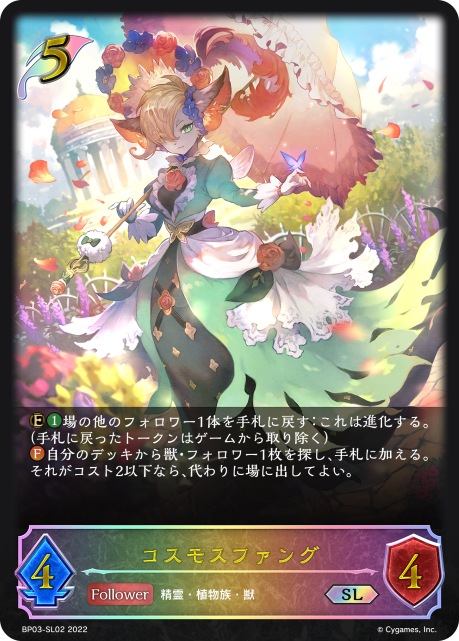 5
E 1 場の他のフォロワー1体を手札に戻す:これは進化する。
(手札に戻ったトークンはゲームから取り除く)
F 自分のデッキから獣・フォロワー1枚を探し、手札に加える。
それがコスト2以下なら、代わりに場に出してよい。
コスモスファング
4
Follower 精霊・植物族・獣 SL
4
BP03-SL02 2022
© Cygames, Inc.